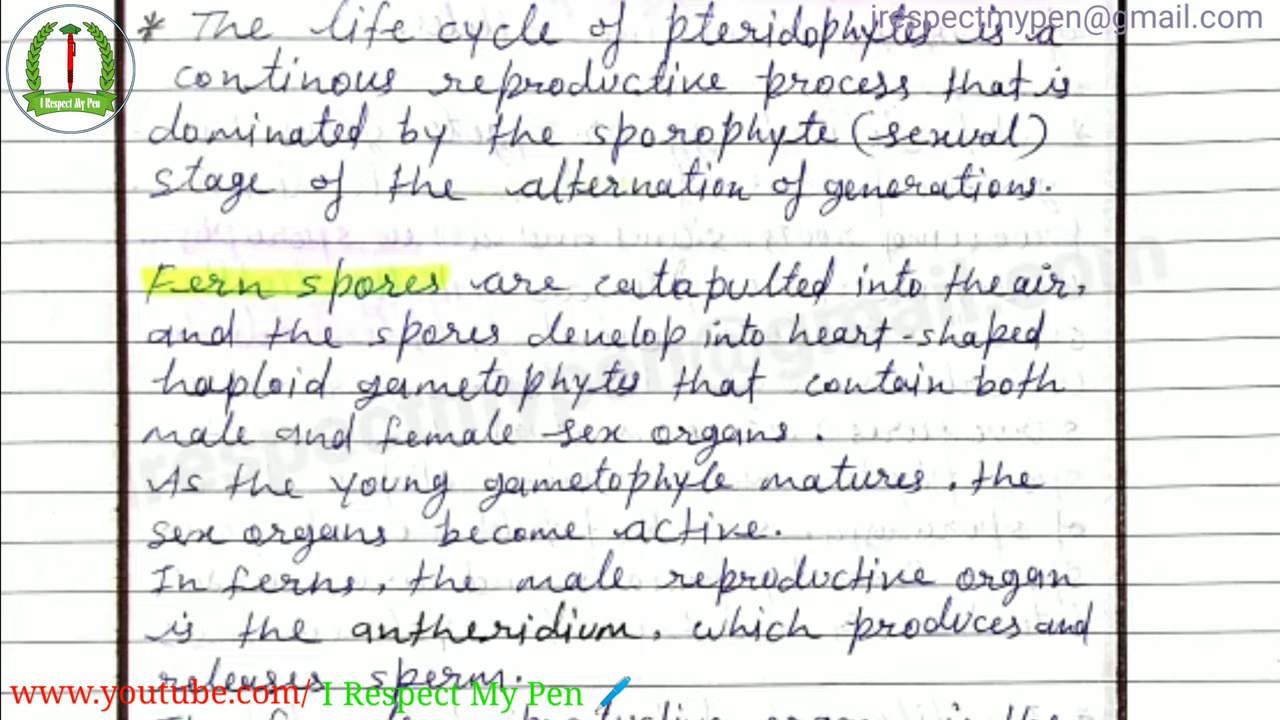 irespectmypen@gmail.com
* The life cycle of pteridophytes is a
continous reproductive process that is
dominated by the sporophyte (sexual)
stage of the alternation of generations.
Fern spores are catapulted into the air,
and the spores develop into heart-shaped
haploid gametophytes that contain both
male and female sex organs.
As the young gametophyte matures, the
sex organs become active.
In ferns, the male reproductive organ
is the antheridium, which produces and
releases sperm.
I Respect My Pen
www.youtube.com/ I Respect My Pen